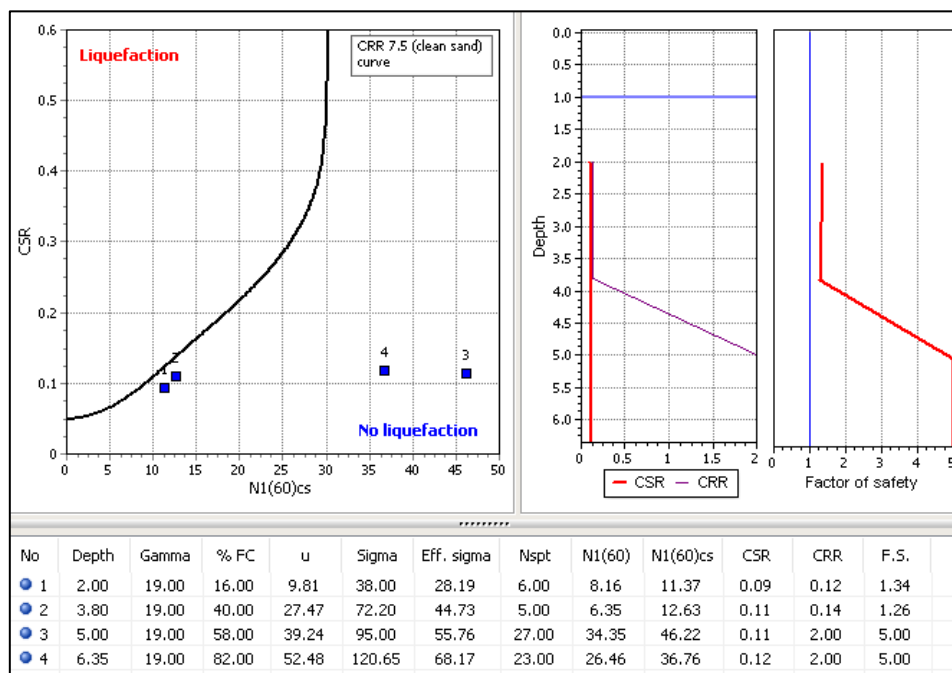 0.6
Liquefaction
CRR 7.5 (clean sand)
curve
0.5
0.4
0.3
0.2
0.1
0
CSR
1
2
4
3
No liquefaction
0 5 10 15 20 25 30 35 40 45 50
N1(60)cs
0.0
0.5
1.0
1.5
2.0
2.5
3.0
3.5
4.0
4.5
5.0
5.5
6.0
Depth
0 0.5 1 1.5 2
CSR CRR
0 1 2 3 4 5
Factor of safety
No Depth Gamma % FC u Sigma Eff. sigma Nspt N1(60) N1(60)cs CSR CRR F.S.
1 2.00 19.00 16.00 9.81 38.00 28.19 6.00 8.16 11.37 0.09 0.12 1.34
2 3.80 19.00 40.00 27.47 72.20 44.73 5.00 6.35 12.63 0.11 0.14 1.26
3 5.00 19.00 58.00 39.24 95.00 55.76 27.00 34.35 46.22 0.11 2.00 5.00
4 6.35 19.00 82.00 52.48 120.65 68.17 23.00 26.46 36.76 0.12 2.00 5.00